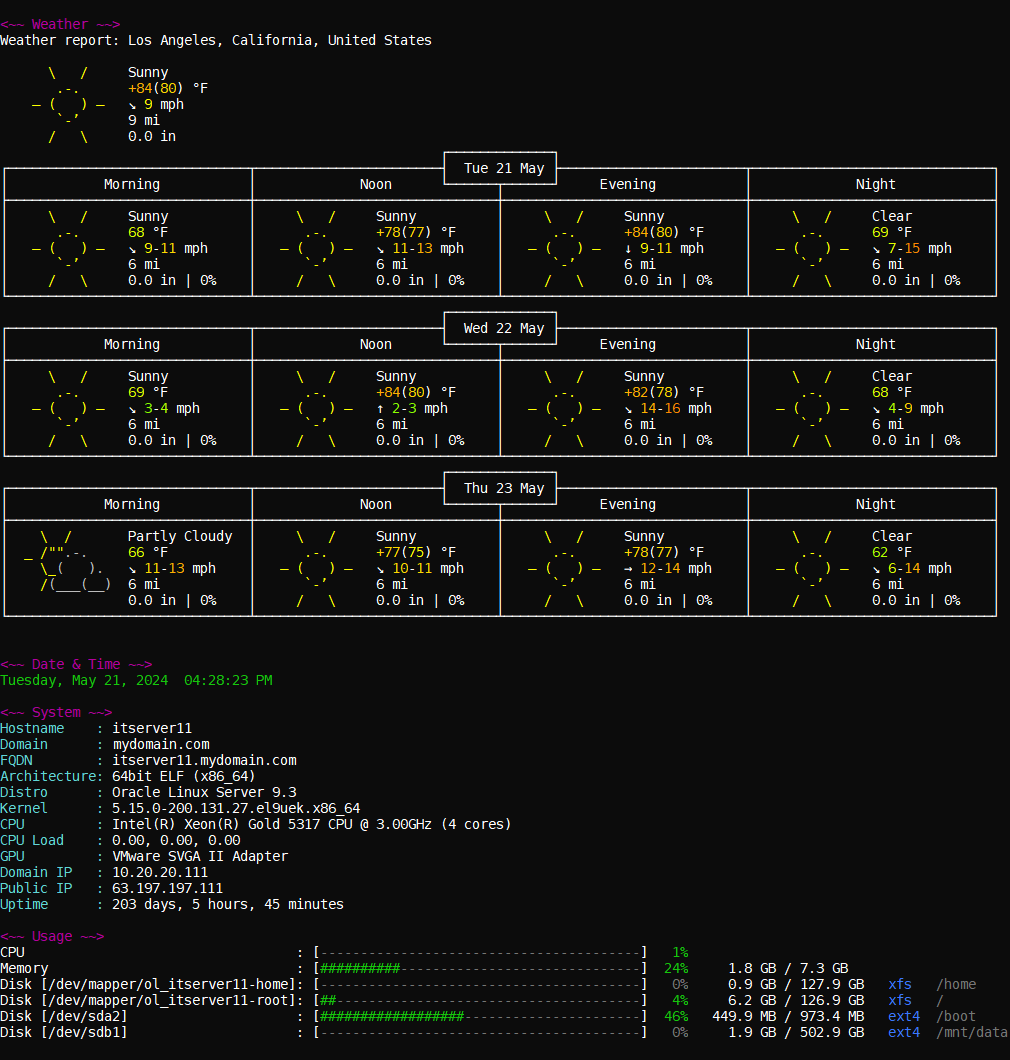 <~~ Weather ~~>
Weather report: Los Angeles, California, United States
Sunny
+84(80) °F
↘ 9 mph
9 mi
0.0 in
Tue 21 May
Morning Noon Evening Night
Sunny Sunny Sunny Clear
68 °F +78(77) °F +84(80) °F 69 °F
↘ 9-11 mph ↘ 11-13 mph ↓ 9-11 mph ↘ 7-15 mph
6 mi 6 mi 6 mi 6 mi
0.0 in | 0% 0.0 in | 0% 0.0 in | 0% 0.0 in | 0%
Wed 22 May
Morning Noon Evening Night
Sunny Sunny Sunny Clear
69 °F +84(80) °F +82(78) °F 68 °F
↘ 3-4 mph ↑ 2-3 mph ↘ 14-16 mph ↘ 4-9 mph
6 mi 6 mi 6 mi 6 mi
0.0 in | 0% 0.0 in | 0% 0.0 in | 0% 0.0 in | 0%
Thu 23 May
Morning Noon Evening Night
Partly Cloudy Sunny Sunny Clear
66 °F +77(75) °F +78(77) °F 62 °F
↘ 11-13 mph ↘ 10-11 mph → 12-14 mph ↘ 6-14 mph
6 mi 6 mi 6 mi 6 mi
0.0 in | 0% 0.0 in | 0% 0.0 in | 0% 0.0 in | 0%
<~~ Date & Time ~~>
Tuesday, May 21, 2024  04:28:23 PM
<~~ System ~~>
Hostname    : itserver11
Domain      : mydomain.com
FQDN        : itserver11.mydomain.com
Architecture: 64bit ELF (x86_64)
Distro      : Oracle Linux Server 9.3
Kernel      : 5.15.0-200.131.27.el9uek.x86_64
CPU         : Intel(R) Xeon(R) Gold 5317 CPU @ 3.00GHz (4 cores)
CPU Load    : 0.00, 0.00, 0.00
GPU         : VMware SVGA II Adapter
Domain IP   : 10.20.20.111
Public IP   : 63.197.197.111
Uptime      : 203 days, 5 hours, 45 minutes
<~~ Usage ~~>
CPU                                  : [----------------------------------------]   1%
Memory                               : [##########------------------------------]  24%     1.8 GB / 7.3 GB
Disk [/dev/mapper/ol_itserver11-home]: [----------------------------------------]   0%     0.9 GB / 127.9 GB   xfs   /home
Disk [/dev/mapper/ol_itserver11-root]: [##--------------------------------------]   4%     6.2 GB / 126.9 GB   xfs   /
Disk [/dev/sda2]                     : [##################----------------------]  46%   449.9 MB / 973.4 MB   ext4  /boot
Disk [/dev/sdb1]                     : [----------------------------------------]   0%     1.9 GB / 502.9 GB   ext4  /mnt/data